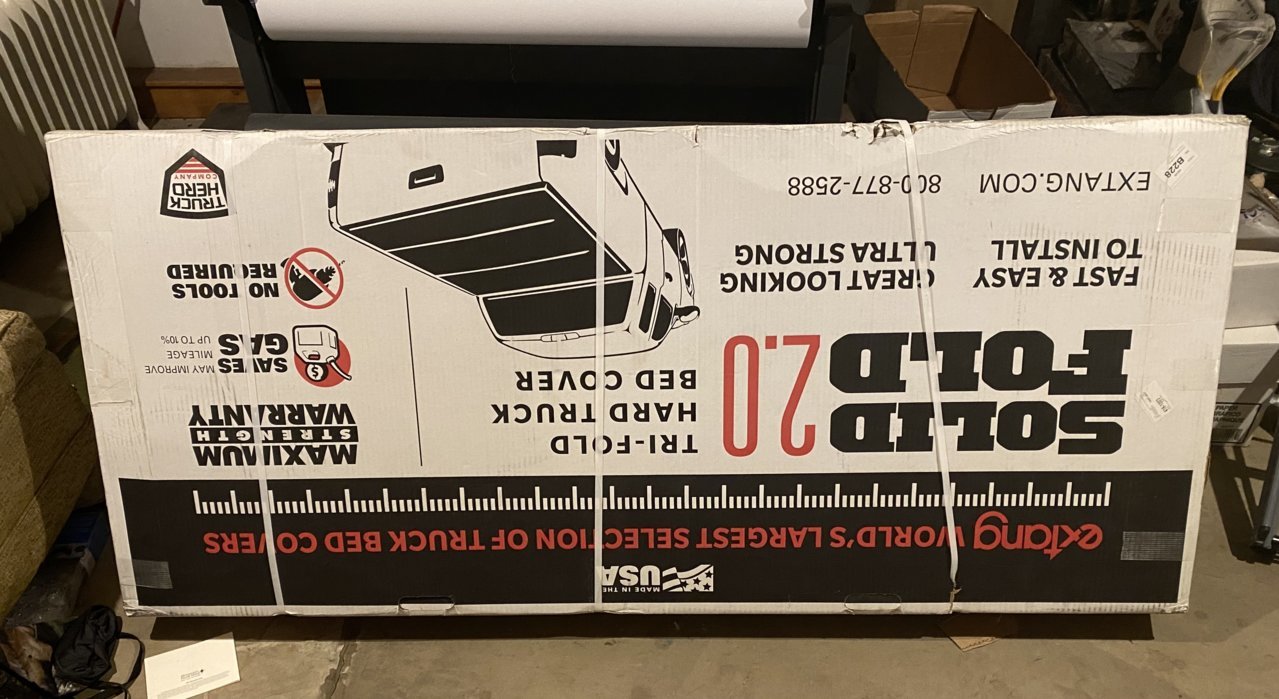 MADE IN THE
USA
extang WORLD'S LARGEST SELECTION OF TRUCK BED COVERS
SOLID
FOLD
2.0
TRI-FOLD
HARD TRUCK
BED COVER
FAST & EASY
TO INSTALL
GREAT LOOKING
ULTRA STRONG
EXTANG.COM
800-877-2588
MAXIMUM
STRENGTH
WARRANTY
SAVES
GAS
MAY IMPROVE
MILEAGE
UP TO 10%
$
NO TOOLS
REQUIRED
TRUCK
HERD
COMPANY
B228